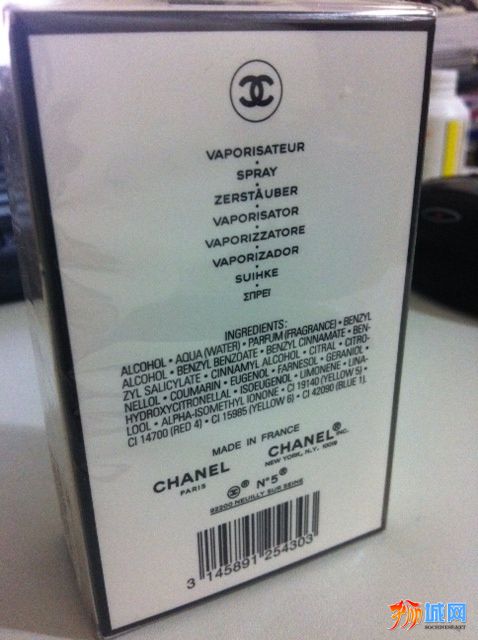 VAPORISATEUR
SPRAY
ZERSTÄUBER
VAPORISATOR
VAPORIZZATORE
VAPORIZADOR
SUIHKE
ΣΠΡΕΪ
INGREDIENTS:
ALCOHOL • AQUA (WATER) • PARFUM (FRAGRANCE) • BENZYL
ALCOHOL • BENZYL BENZOATE • BENZYL CINNAMATE • BEN-
ZYL SALICYLATE • CINNAMYL ALCOHOL • CITRAL • CITRO-
NELLOL • COUMARIN • EUGENOL • FARNESOL • GERANIOL •
HYDROXYCITRONELLAL • ISOEUGENOL • LIMONENE • LINA-
LOOL • ALPHA-ISOMETHYL IONONE • CI 19140 (YELLOW 5) •
CI 14700 (RED 4) • CI 15985 (YELLOW 6) • CI 42090 (BLUE 1).
MADE IN FRANCE
CHANEL CHANEL® INC.
PARIS NEW YORK, N.Y. 10019
® N°5®
92200 NEUILLY SUR SEINE
3 145891 254303
狮城网